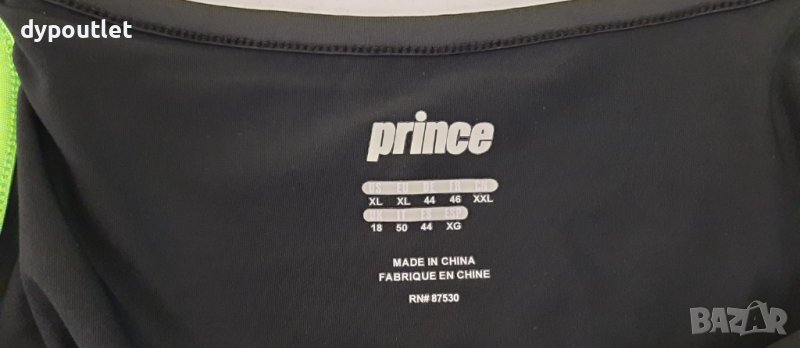 dypoutlet
prince
US EU DE FR CN
XL XL 44 46 XXL
UK IT ES ESP
18 50 44 XG
MADE IN CHINA
FABRIQUE EN CHINE
RN# 87530
BAZAR